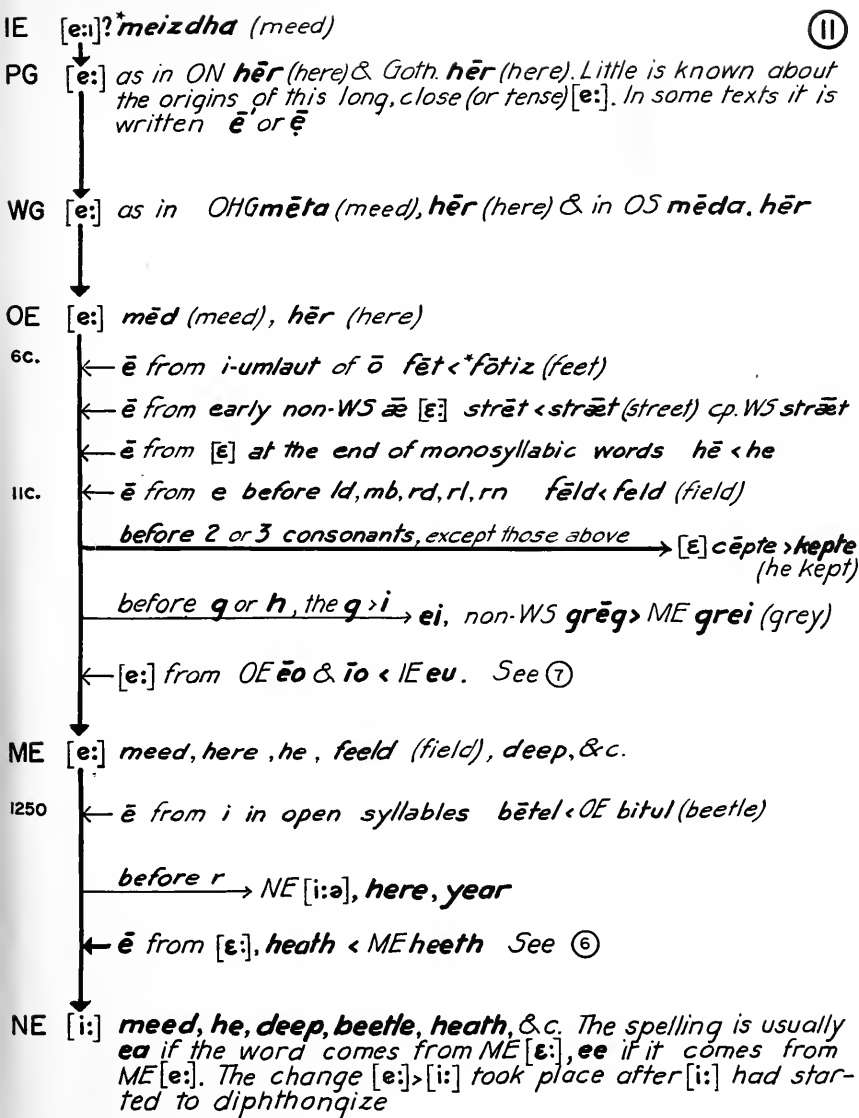 IE [e:ɪ]? *meizdha (meed) ⑪
PG [e:] as in ON hēr (here) & Goth. hēr (here). Little is known about
the origins of this long, close (or tense) [e:]. In some texts it is
written ē' or ẹ̄
WG [e:] as in OHG mēta (meed), hēr (here) & in OS mēda, hēr
OE [e:] mēd (meed), hēr (here)
6c. ← ē from i-umlaut of ō fēt < *fōtiz (feet)
← ē from early non-WS ǣ [ɛ:] strēt < strǣt (street) cp. WS strǣt
← ē from [ɛ] at the end of monosyllabic words hē < he
11c. ← ē from e before ld, mb, rd, rl, rn fēld < feld (field)
before 2 or 3 consonants, except those above → [ɛ] cēpte > kepte
(he kept)
before g or h, the g > i → ei, non-WS grēg > ME grei (grey)
← [e:] from OE ēo & īo < IE eu. See ⑦
ME [e:] meed, here, he, feeld (field), deep, &c.
1250 ← ē from i in open syllables bētel < OE bitul (beetle)
before r → NE [i:ə], here, year
← ē from [ɛ:], heath < ME heeth See ⑥
NE [i:] meed, he, deep, beetle, heath, &c. The spelling is usually
ea if the word comes from ME [ɛ:], ee if it comes from
ME [e:]. The change [e:] > [i:] took place after [i:] had star-
ted to diphthongize